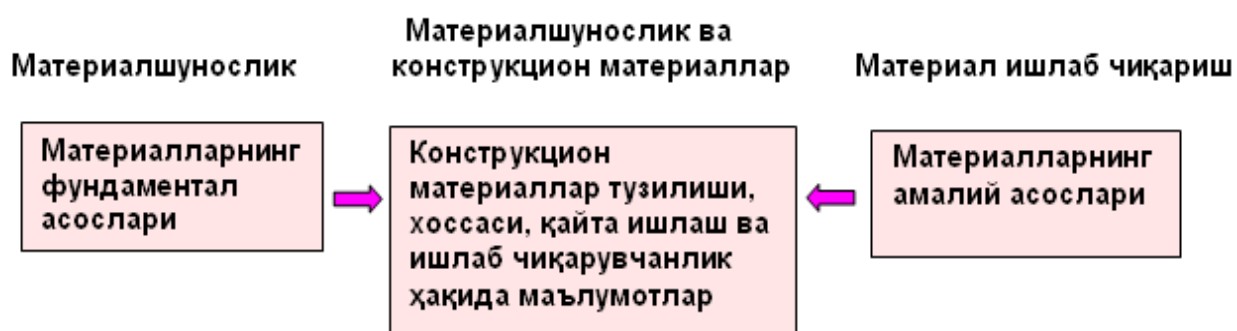 Материалшунослик
Материалшунослик ва
конструкцион материаллар
Материал ишлаб чиқариш
Материалларнинг
фундаментал
асослари
Конструкцион
материаллар тузилиши,
хоссаси, қайта ишлаш ва
ишлаб чиқарувчанлик
ҳақида маълумотлар
Материалларнинг
амалий асослари